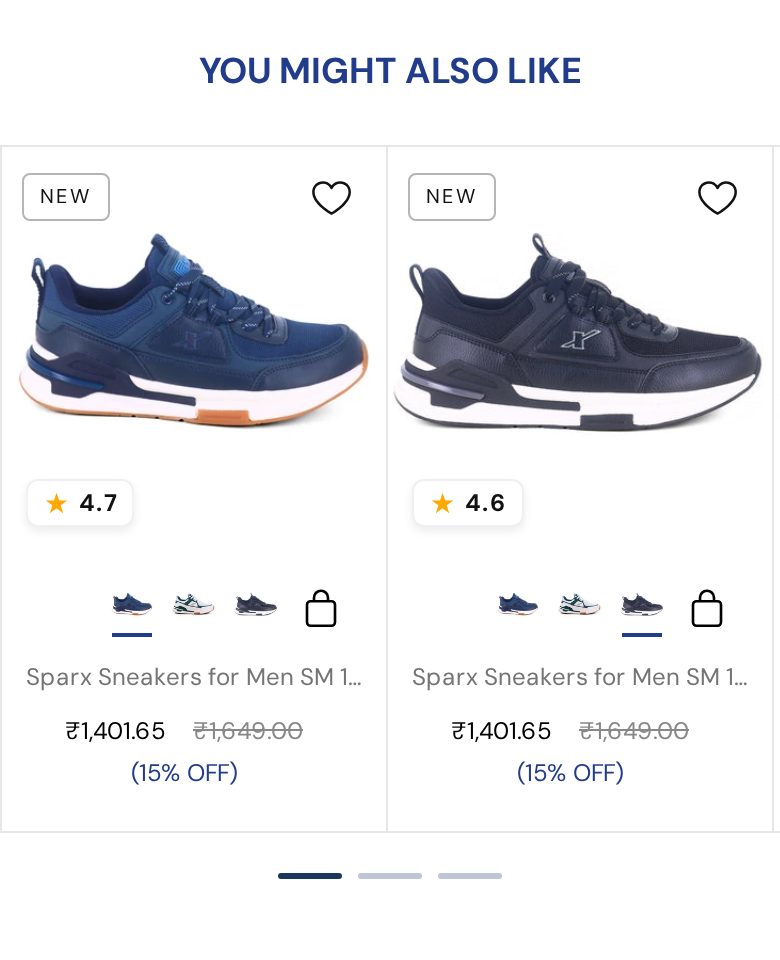 YOU MIGHT ALSO LIKE
NEW
NEW
4.7
4.6
Sparx Sneakers for Men SM 1...
Sparx Sneakers for Men SM 1...
₹1,401.65 ₹1,649.00
₹1,401.65 ₹1,649.00
(15% OFF)
(15% OFF)